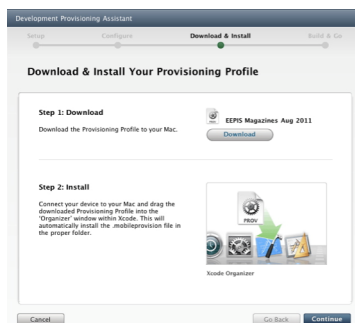 Development Provisioning Assistant
Setup Configure Download & Install Build & Go
Download & Install Your Provisioning Profile
Step 1: Download
Download the Provisioning Profile to your Mac.
EEPIS Magazines Aug 2011
Download
Step 2: Install
Connect your device to your Mac and drag the
downloaded Provisioning Profile into the
'Organizer' window within Xcode. This will
automatically install the .mobileprovision file in
the proper folder.
PROV
Xcode Organizer
Cancel Go Back Continue